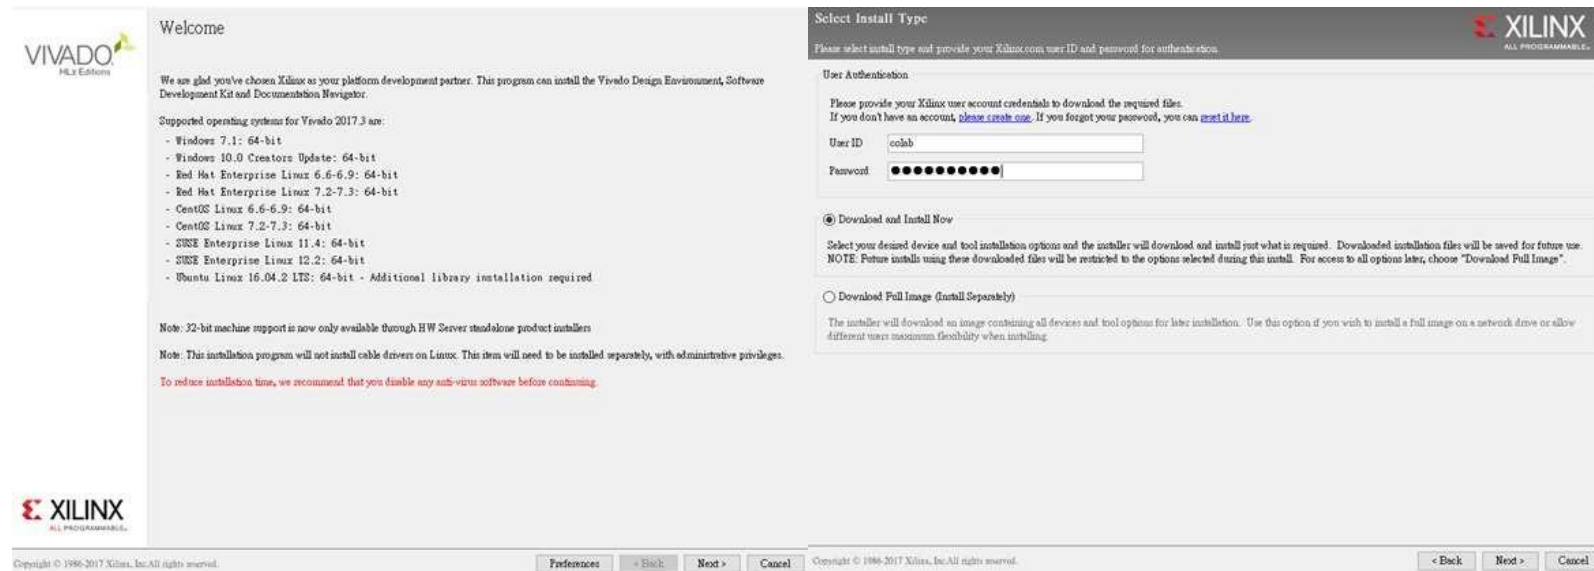 VIVADO
HLx Editions
Welcome
We are glad you've chosen Xilinx as your platform development partner. This program can install the Vivado Design Environment, Software
Development Kit and Documentation Navigator.
Supported operating systems for Vivado 2017.3 are:
- Windows 7.1: 64-bit
- Windows 10.0 Creators Update: 64-bit
- Red Hat Enterprise Linux 6.6-6.9: 64-bit
- Red Hat Enterprise Linux 7.2-7.3: 64-bit
- CentOS Linux 6.6-6.9: 64-bit
- CentOS Linux 7.2-7.3: 64-bit
- SUSE Enterprise Linux 11.4: 64-bit
- SUSE Enterprise Linux 12.2: 64-bit
- Ubuntu Linux 16.04.2 LTS: 64-bit - Additional library installation required
Note: 32-bit machine support is now only available through HW Server standalone product installers
Note: This installation program will not install cable drivers on Linux. This item will need to be installed separately, with administrative privileges.
To reduce installation time, we recommend that you disable any anti-virus software before continuing.
XILINX
ALL PROGRAMMABLE.
Copyright © 1986-2017 Xilinx, Inc. All rights reserved.
Preferences < Back Next > Cancel
Select Install Type
Please select install type and provide your Xilinx.com user ID and password for authentication.
XILINX
ALL PROGRAMMABLE.
User Authentication
Please provide your Xilinx user account credentials to download the required files.
If you don't have an account, please create one. If you forgot your password, you can reset it here.
User ID colab
Password ●●●●●●●●●●
Download and Install Now
Select your desired device and tool installation options and the installer will download and install just what is required. Downloaded installation files will be saved for future use.
NOTE: Future installs using these downloaded files will be restricted to the options selected during this install. For access to all options later, choose "Download Full Image".
Download Full Image (Install Separately)
The installer will download an image containing all devices and tool options for later installation. Use this option if you wish to install a full image on a network drive or allow
different users maximum flexibility when installing.
Copyright © 1986-2017 Xilinx, Inc. All rights reserved.
< Back Next > Cancel